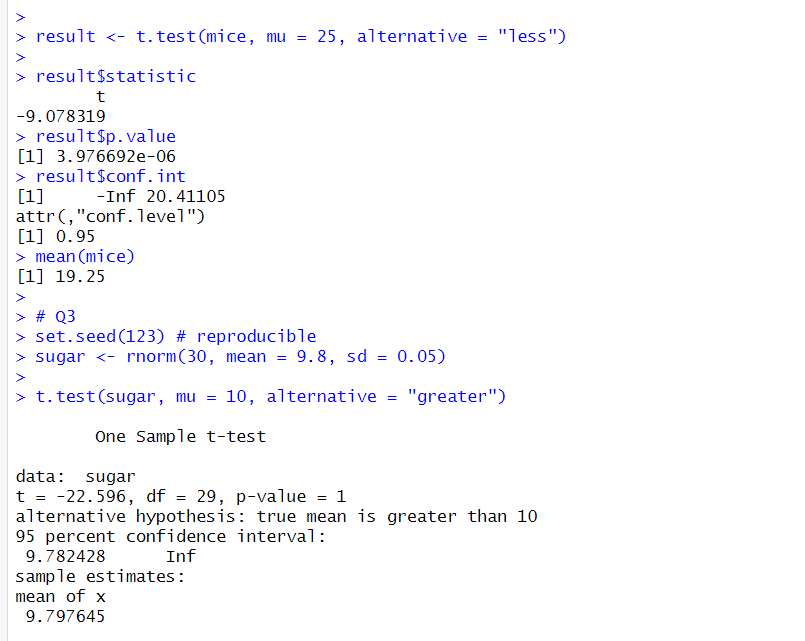 >
> result <- t.test(mice, mu = 25, alternative = "less")
>
> result$statistic
        t
-9.078319
> result$p.value
[1] 3.976692e-06
> result$conf.int
[1]     -Inf 20.41105
attr(,"conf.level")
[1] 0.95
> mean(mice)
[1] 19.25
>
> # Q3
> set.seed(123) # reproducible
> sugar <- rnorm(30, mean = 9.8, sd = 0.05)
>
> t.test(sugar, mu = 10, alternative = "greater")
        One Sample t-test
data:  sugar
t = -22.596, df = 29, p-value = 1
alternative hypothesis: true mean is greater than 10
95 percent confidence interval:
 9.782428      Inf
sample estimates:
mean of x
 9.797645